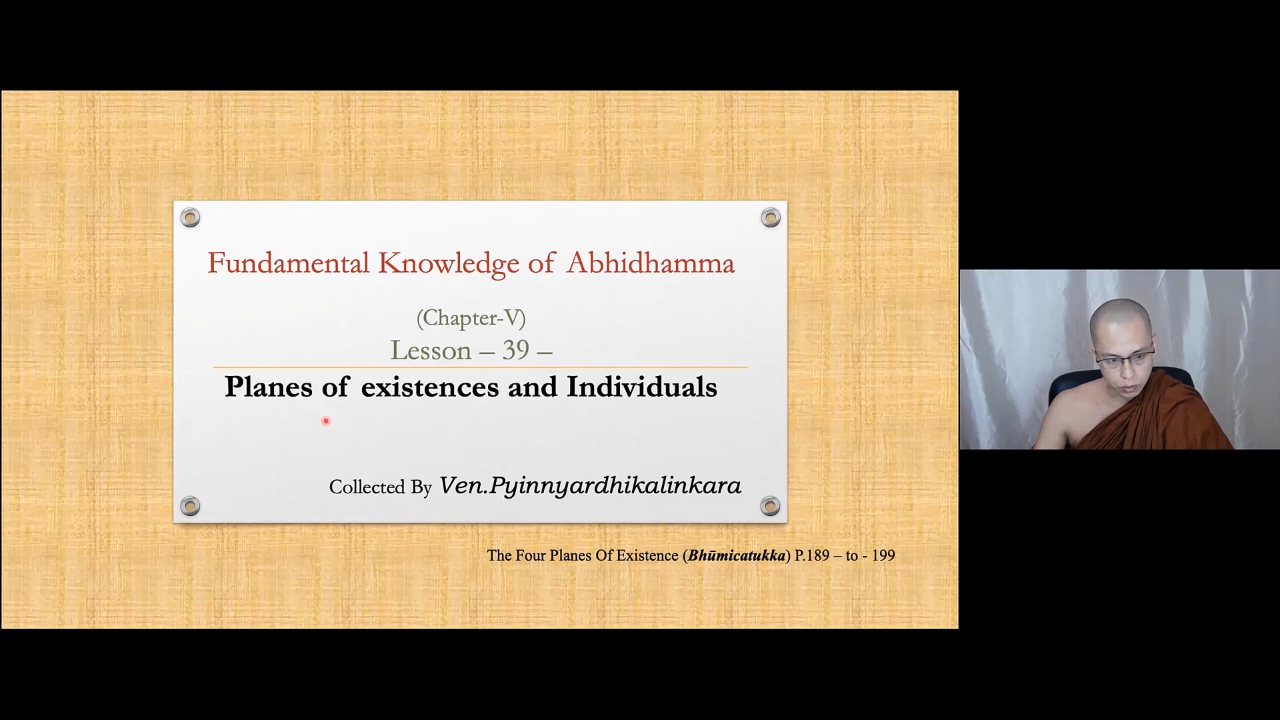 Fundamental Knowledge of Abhidhamma
(Chapter-V)
Lesson – 39 –
Planes of existences and Individuals
Collected By Ven.Pyinnyardhikalinkara
The Four Planes Of Existence (Bhūmicatukka) P.189 – to - 199